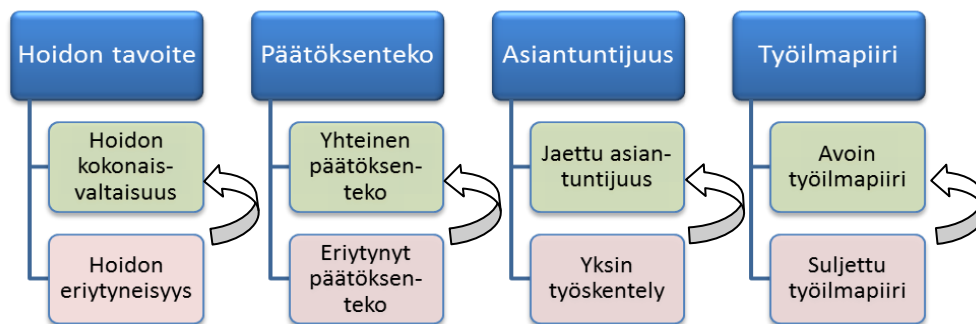 Hoidon tavoite
Päätöksenteko
Asiantuntijuus
Työilmapiiri
Hoidon
kokonais-
valtaisuus
Yhteinen
päätöksen-
teko
Jaettu asian-
tuntijuus
Avoin
työilmapiiri
Hoidon
eriytyneisyys
Eriytynyt
päätöksen-
teko
Yksin
työskentely
Suljettu
työilmapiiri